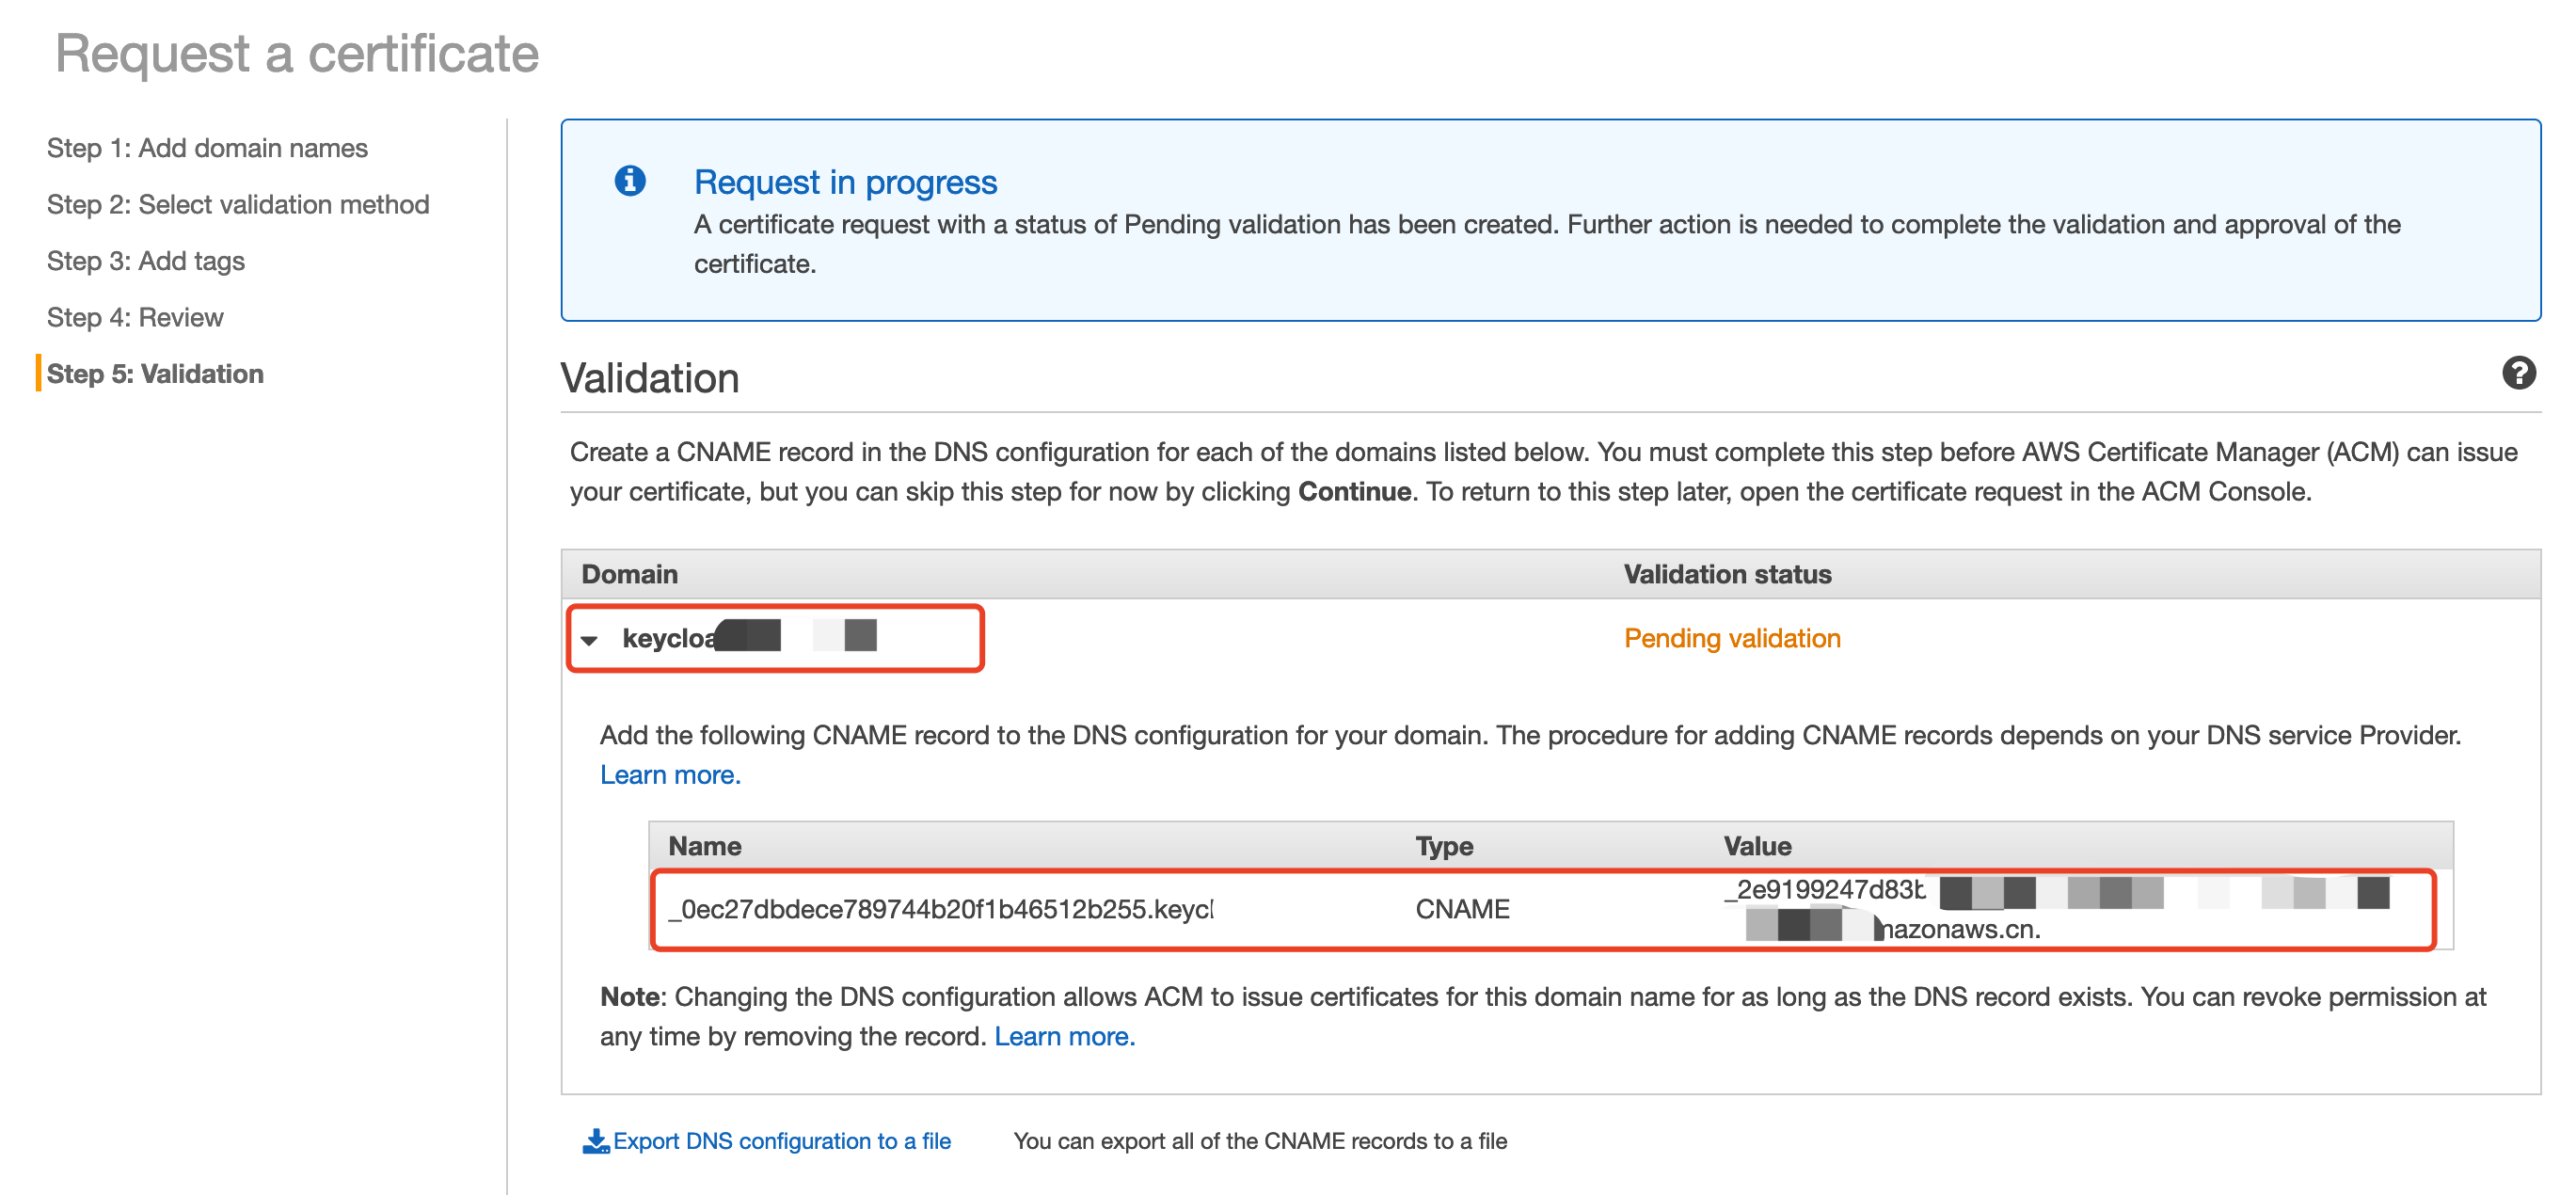 Request a certificate
Step 1: Add domain names
Step 2: Select validation method
Step 3: Add tags
Step 4: Review
Step 5: Validation
Request in progress
A certificate request with a status of Pending validation has been created. Further action is needed to complete the validation and approval of the
certificate.
Validation
Create a CNAME record in the DNS configuration for each of the domains listed below. You must complete this step before AWS Certificate Manager (ACM) can issue
your certificate, but you can skip this step for now by clicking Continue. To return to this step later, open the certificate request in the ACM Console.
Domain Validation status
Pending validation
Add the following CNAME record to the DNS configuration for your domain. The procedure for adding CNAME records depends on your DNS service Provider.
Learn more.
Name Type Value
_0ec27dbdece789744b20f1b46512b255.keycl CNAME _2e9199247d83b
mazonaws.cn.
Note: Changing the DNS configuration allows ACM to issue certificates for this domain name for as long as the DNS record exists. You can revoke permission at
any time by removing the record. Learn more.
Export DNS configuration to a file You can export all of the CNAME records to a file